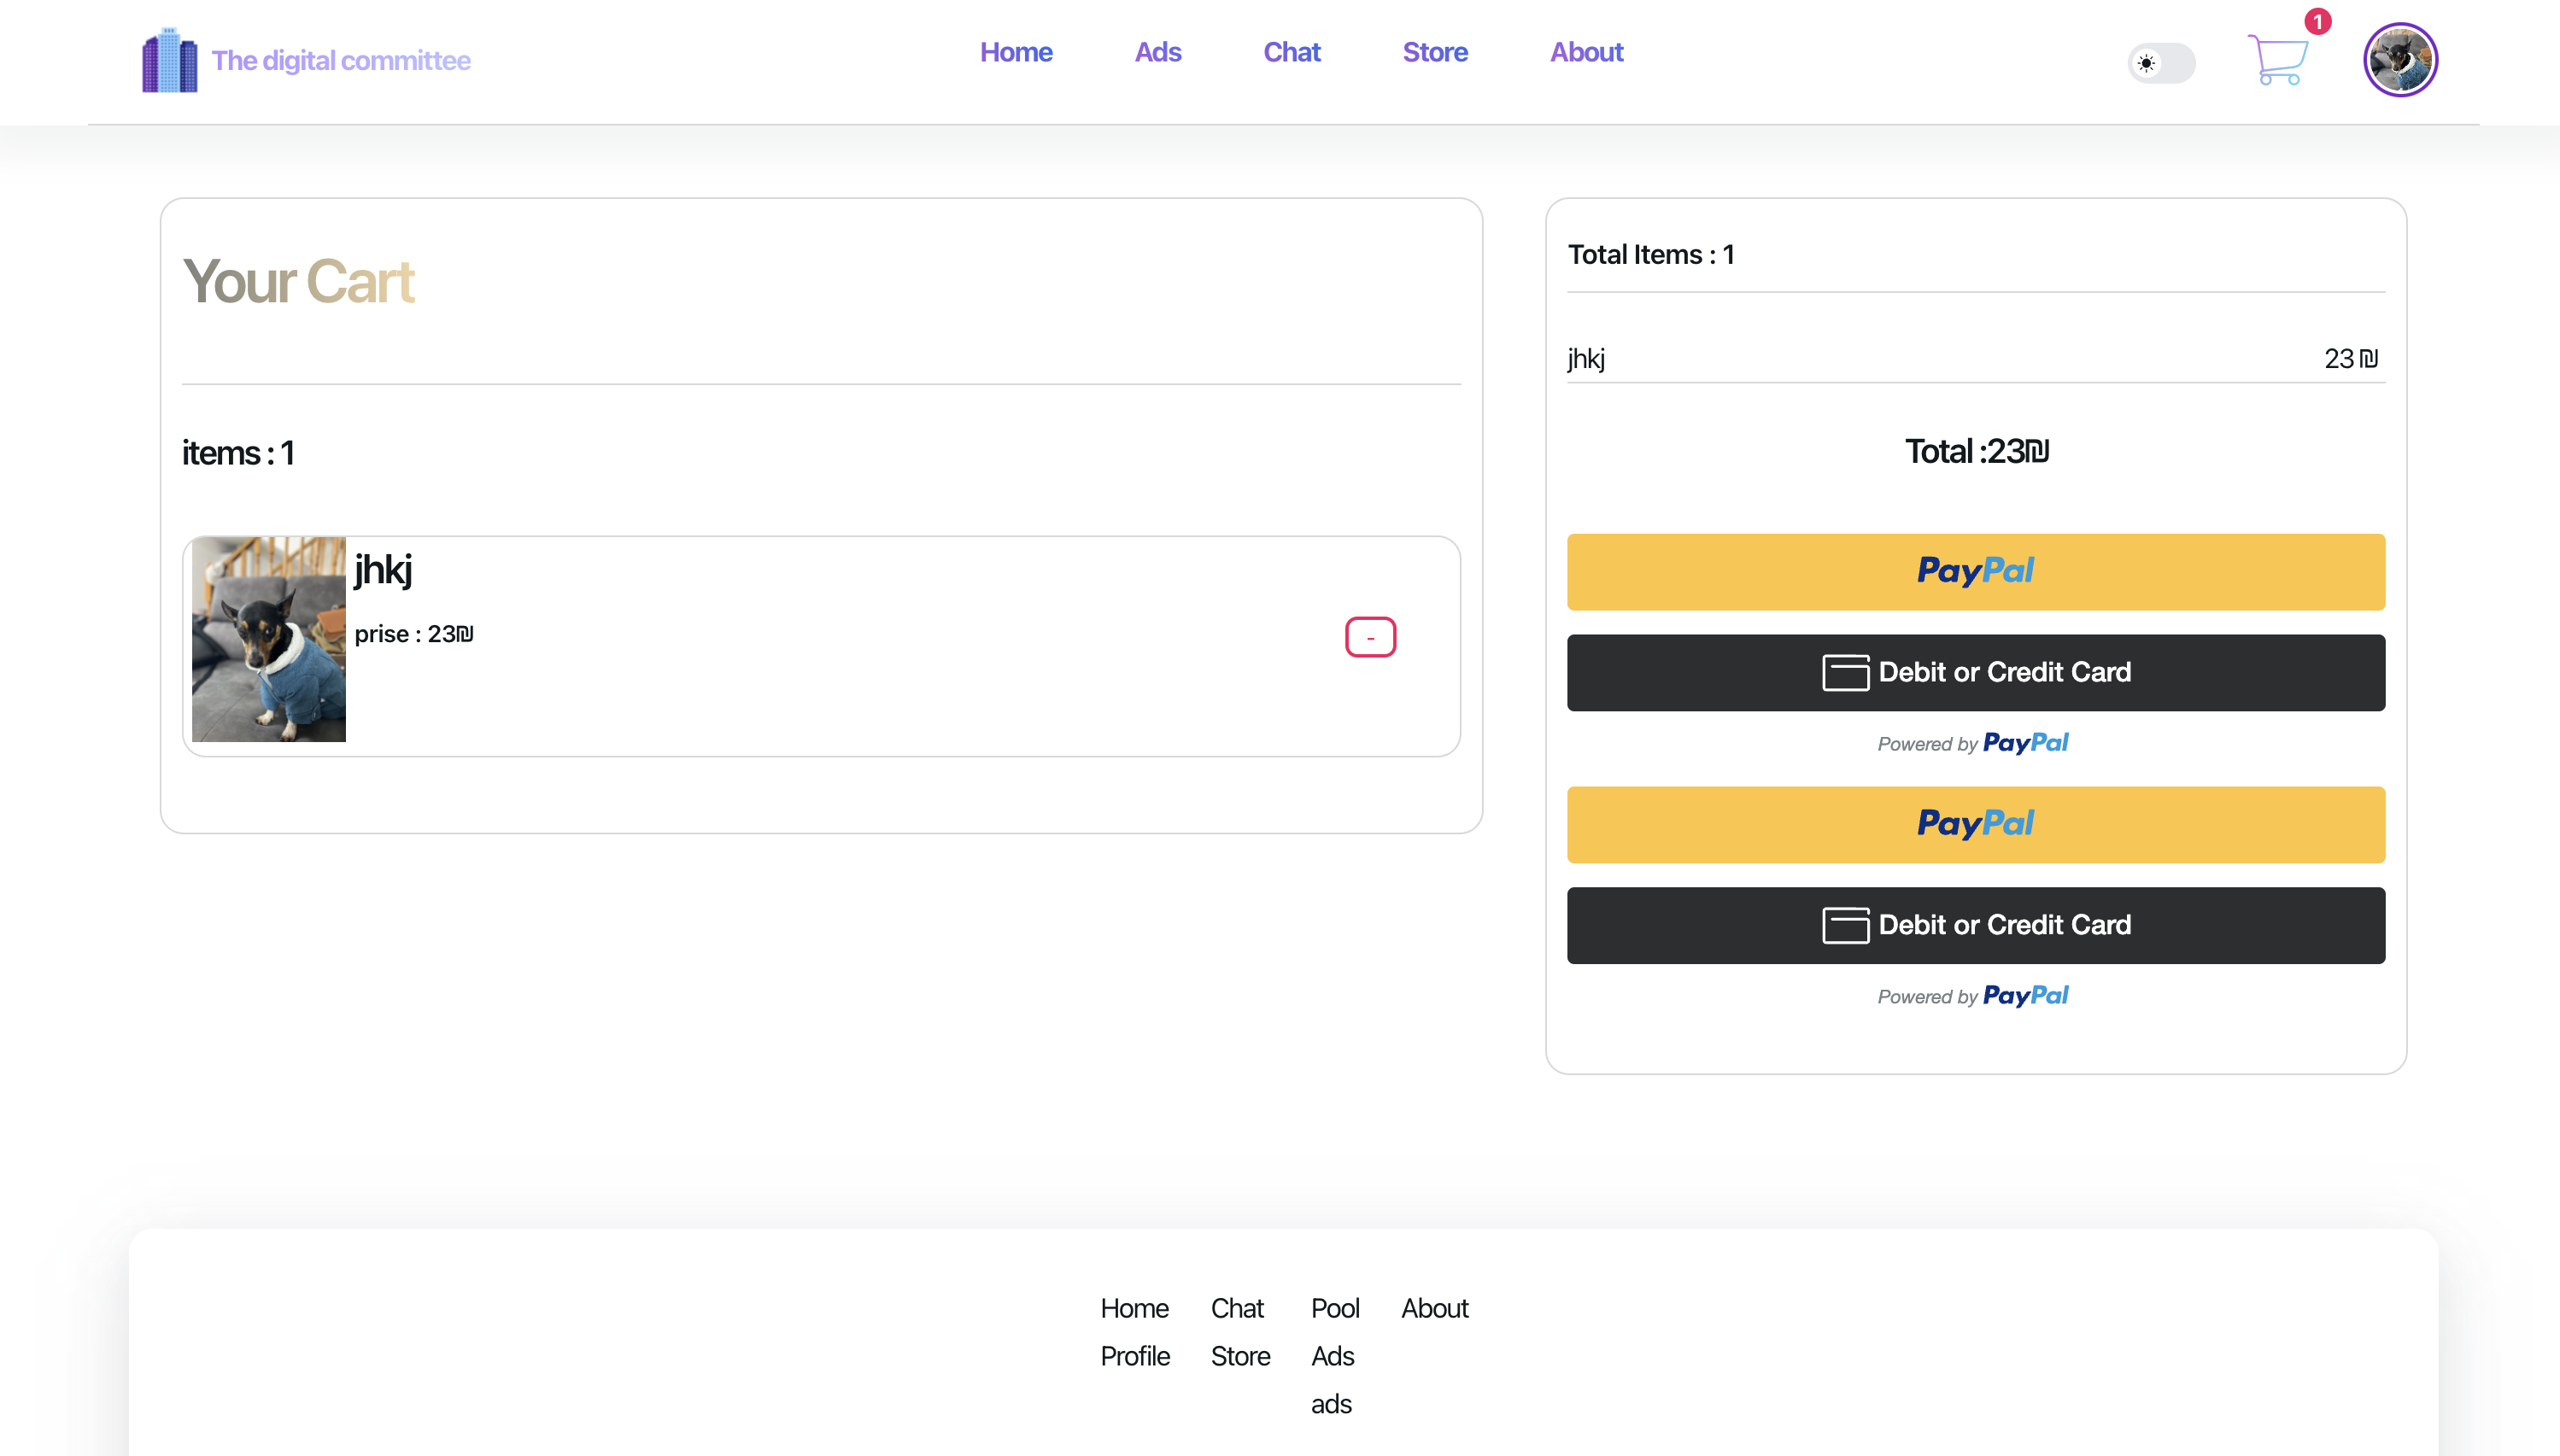 The digital committee
Home Ads Chat Store About
1
Your Cart
items : 1
jhkj
prise : 23₪
-
Total Items : 1
jhkj 23 ₪
Total :23₪
PayPal
Debit or Credit Card
Powered by PayPal
PayPal
Debit or Credit Card
Powered by PayPal
Home Chat Pool About
Profile Store Ads
ads